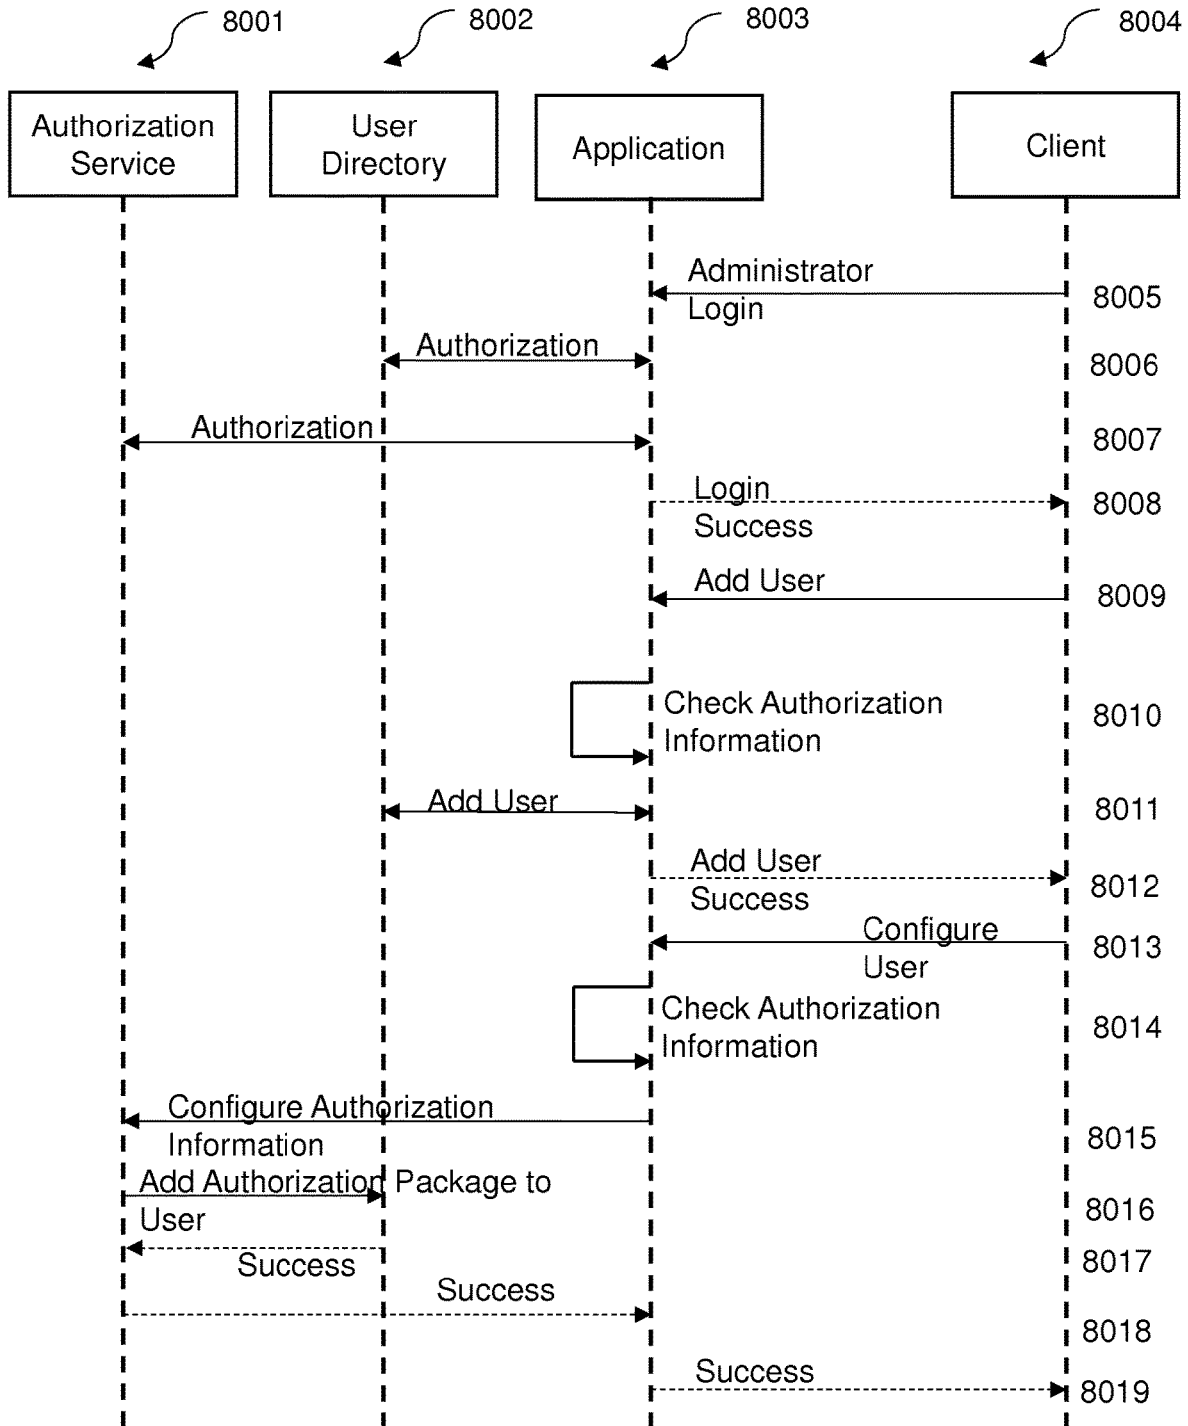 8001
8002
8003
8004
Authorization
Service
User
Directory
Application
Client
Administrator
Login
8005
Authorization
8006
Authorization
8007
Login
Success
8008
Add User
8009
Check Authorization
Information
8010
Add User
8011
Add User
Success
8012
Configure
User
8013
Check Authorization
Information
8014
Configure Authorization
Information
8015
Add Authorization Package to
User
8016
Success
8017
Success
8018
Success
8019